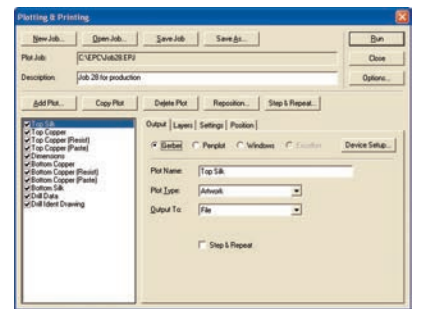 Plotting & Printing
New Job... Open Job... Save Job Save As... Run
Plot Job: C:\EPC\Job28.EPJ Close
Description: Job 28 for production Options...
Add Plot... Copy Plot Delete Plot Reposition... Step & Repeat...
Top Silk
Top Copper
Top Copper (Resist)
Top Copper (Paste)
Dimensions
Bottom Copper
Bottom Copper (Resist)
Bottom Copper (Paste)
Bottom Silk
Drill Data
Drill Ident Drawing
Output Layers Settings Position
Gerber Penplot Windows Excellon Device Setup...
Plot Name: Top Silk
Plot Type: Artwork
Output To: File
Step & Repeat